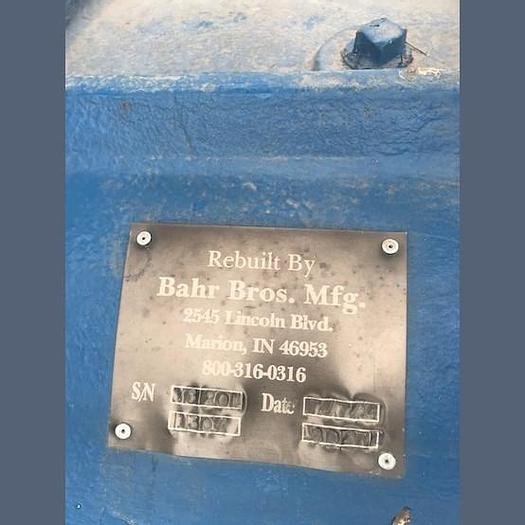 Rebuilt By
Bahr Bros. Mfg.
2545 Lincoln Blvd.
Marion, IN 46953
800-316-0316
S/N Date